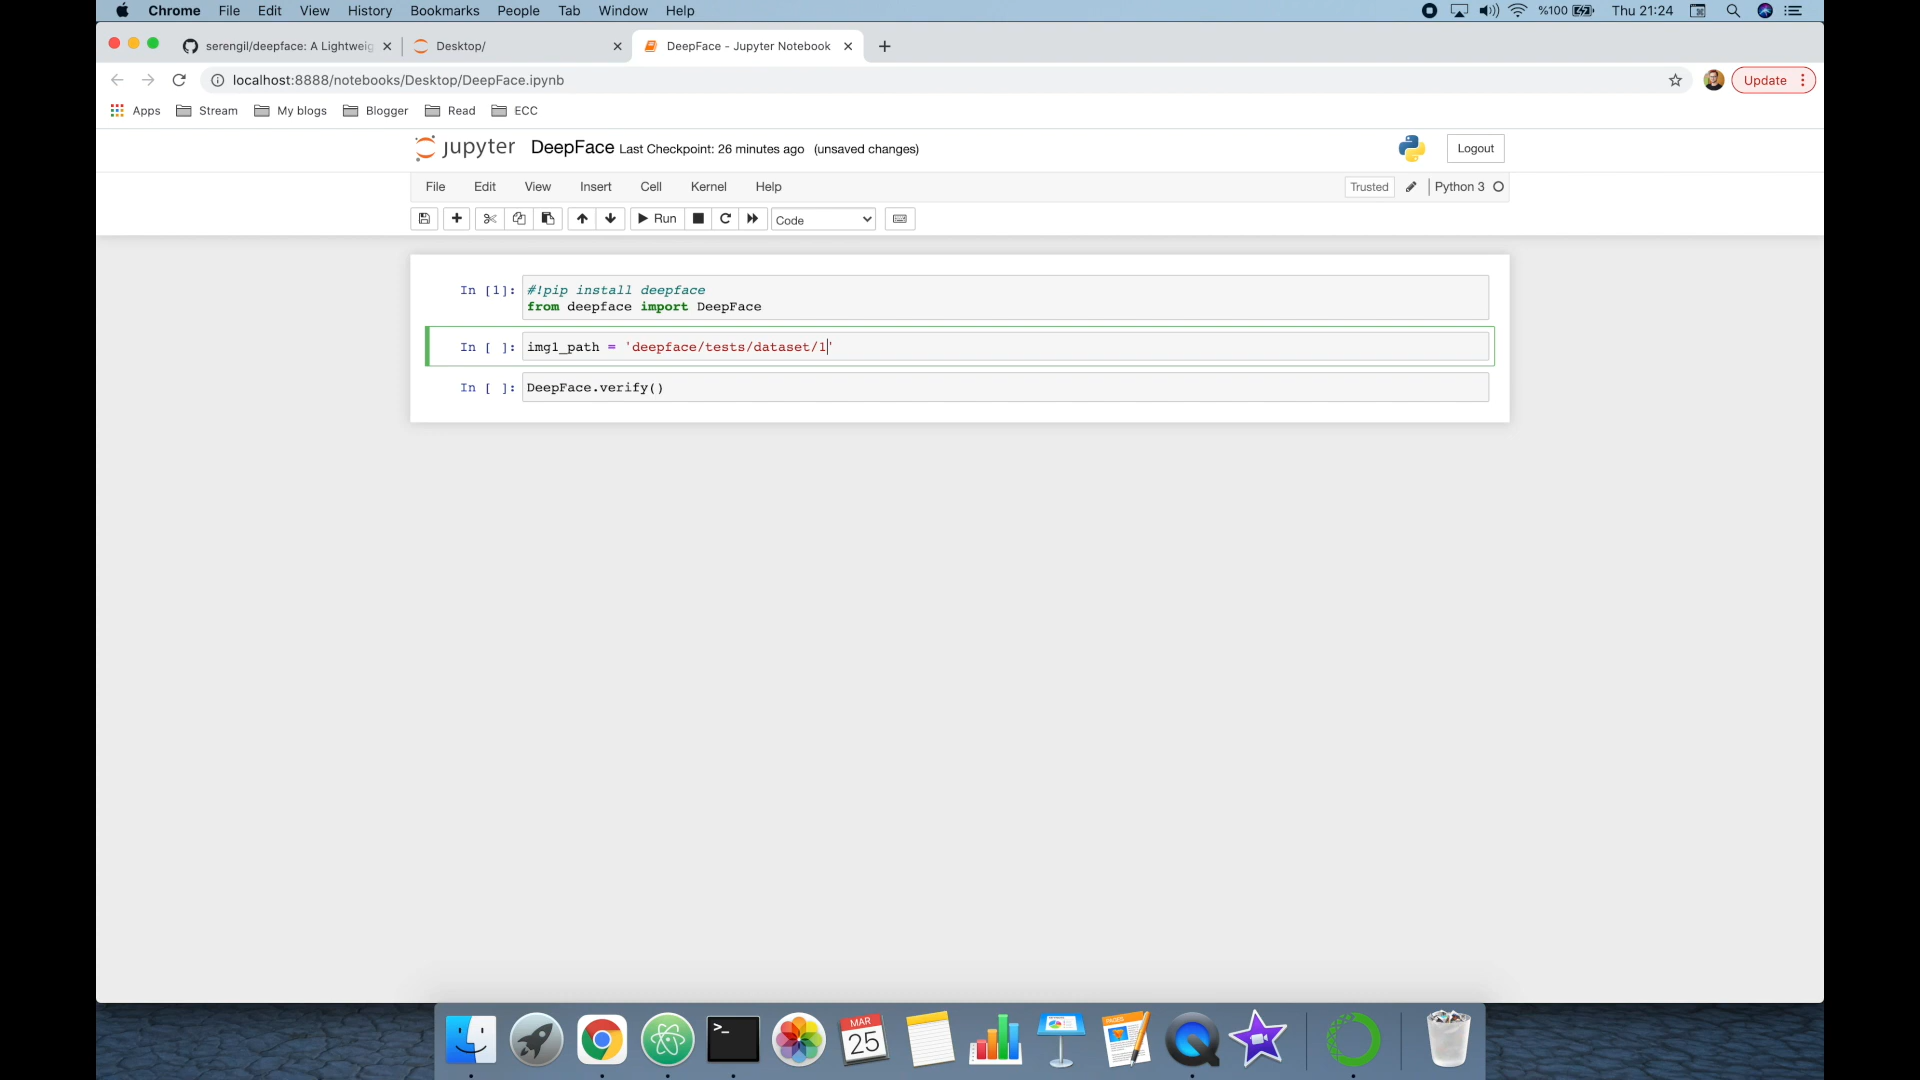 Chrome File Edit View History Bookmarks People Tab Window Help %100 Thu 21:24
serengil/deepface: A Lightweig Desktop/ DeepFace - Jupyter Notebook
localhost:8888/notebooks/Desktop/DeepFace.ipynb Update
Apps Stream My blogs Blogger Read ECC
jupyter DeepFace Last Checkpoint: 26 minutes ago (unsaved changes) Logout
File Edit View Insert Cell Kernel Help Trusted Python 3
Run Code
In [1]: #!pip install deepface
from deepface import DeepFace
In [ ]: img1_path = 'deepface/tests/dataset/1'
In [ ]: DeepFace.verify()
>_ MAR PAGES
25